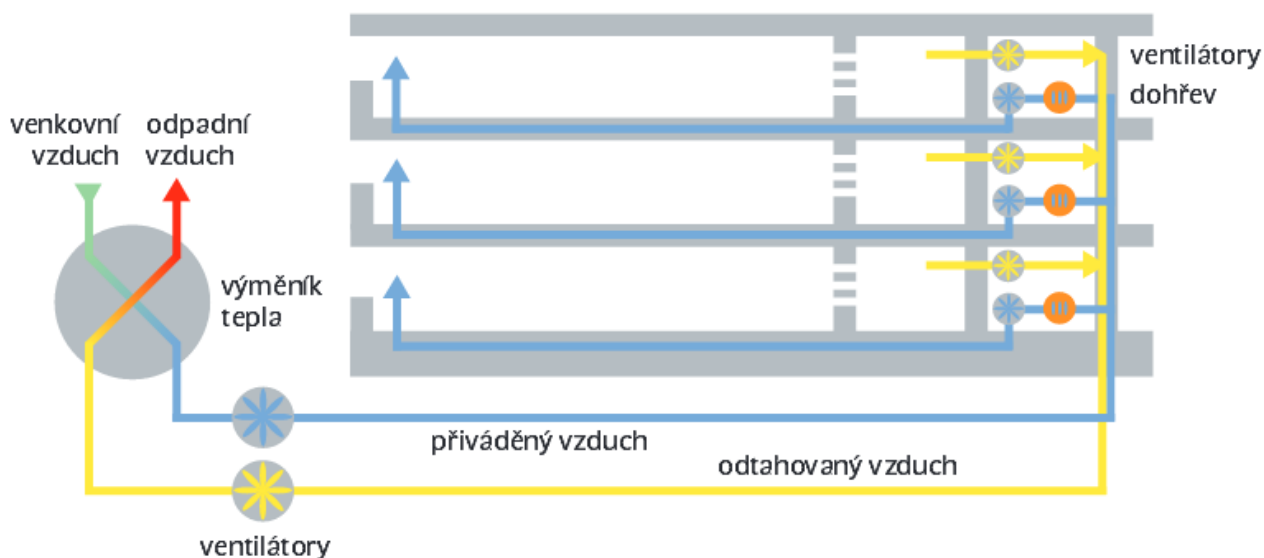 ventilátory
dohřev
venkovní
vzduch
odpadní
vzduch
výměník
tepla
přiváděný vzduch
odtahovaný vzduch
ventilátory